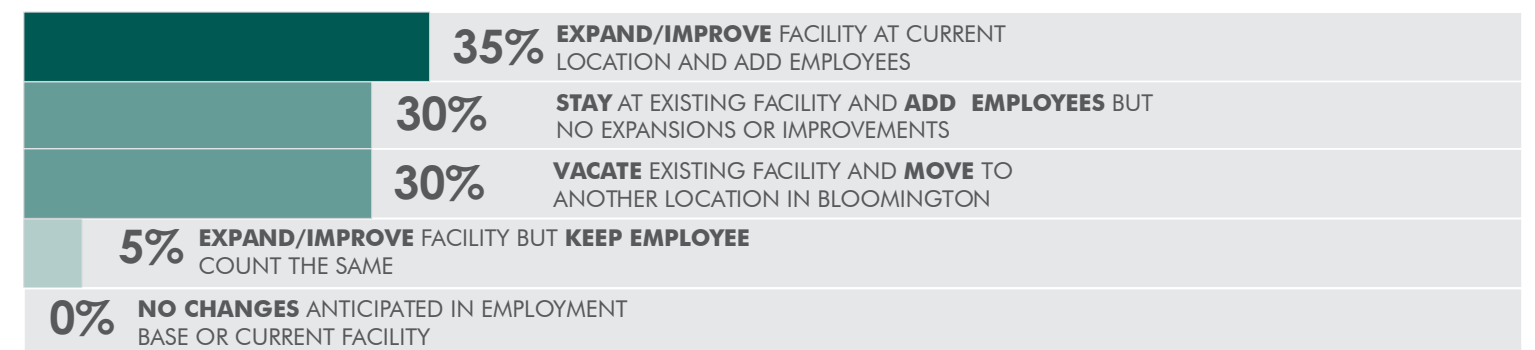 35% EXPAND/IMPROVE FACILITY AT CURRENT
LOCATION AND ADD EMPLOYEES
30% STAY AT EXISTING FACILITY AND ADD EMPLOYEES BUT
NO EXPANSIONS OR IMPROVEMENTS
30% VACATE EXISTING FACILITY AND MOVE TO
ANOTHER LOCATION IN BLOOMINGTON
5% EXPAND/IMPROVE FACILITY BUT KEEP EMPLOYEE
COUNT THE SAME
0% NO CHANGES ANTICIPATED IN EMPLOYMENT
BASE OR CURRENT FACILITY